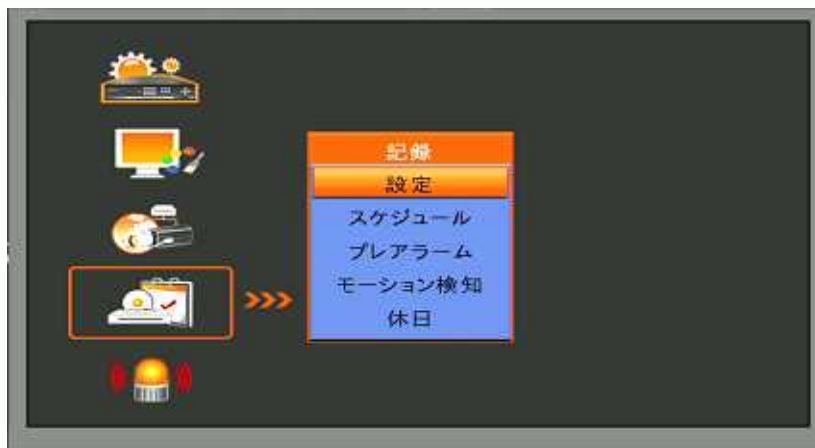 記録
設定
スケジュール
プレアラーム
モーション検知
休日